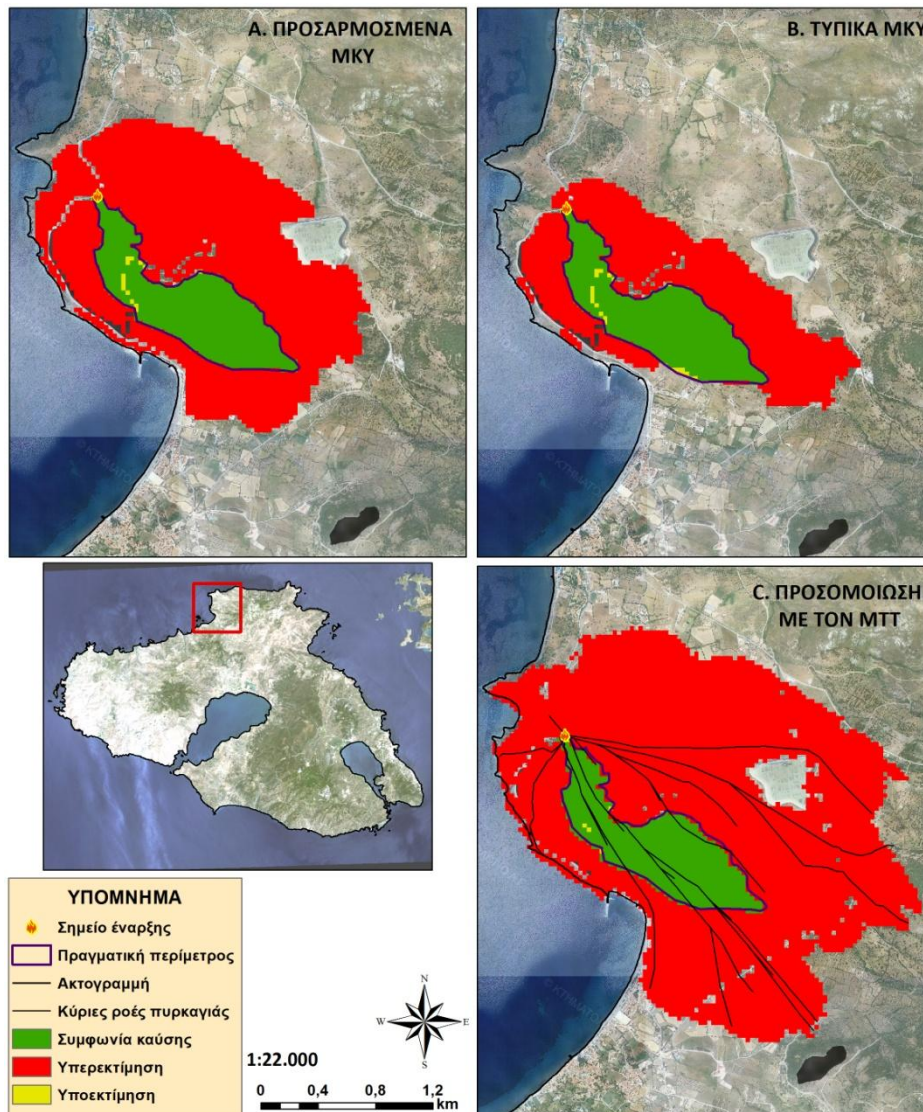 Α. ΠΡΟΣΑΡΜΟΣΜΕΝΑ
ΜΚΥ
Β. ΤΥΠΙΚΑ ΜΚΥ
C. ΠΡΟΣΟΜΟΙΩΣΗ
ΜΕ ΤΟΝ ΜΤΤ
ΥΠΟΜΝΗΜΑ
Σημείο έναρξης
Πραγματική περίμετρος
Ακτογραμμή
Κύριες ροές πυρκαγιάς
Συμφωνία καύσης
Υπερεκτίμηση
Υποεκτίμηση
N
W E
S
1:22.000
0 0,4 0,8 1,2
km